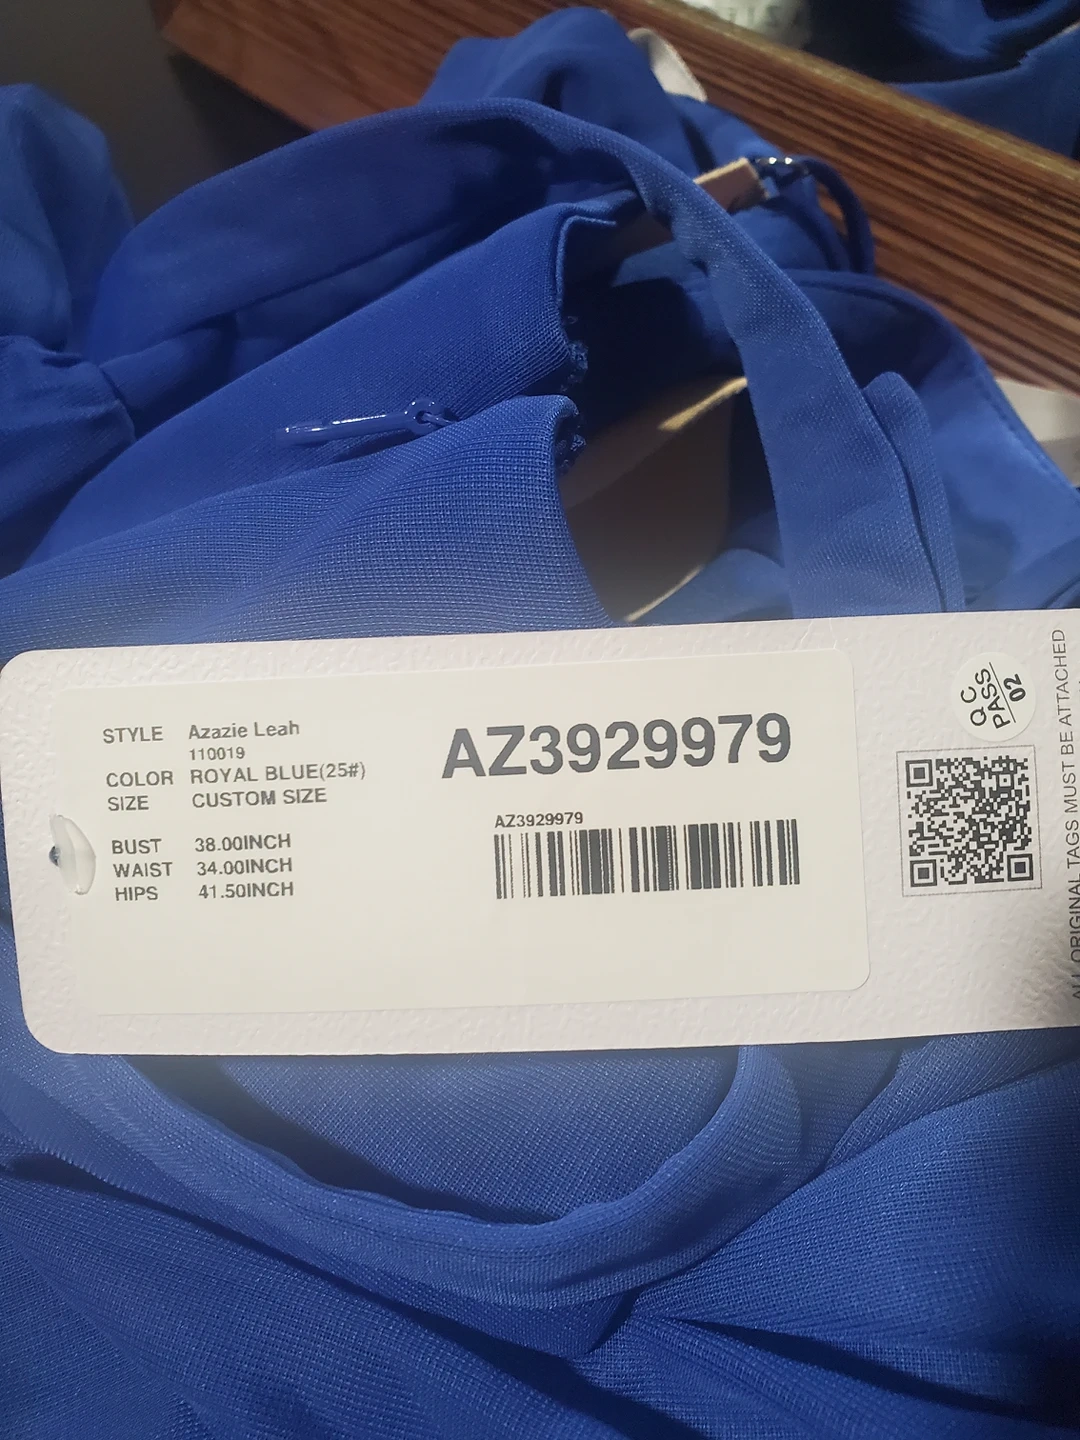 STYLE Azazie Leah
110019
COLOR ROYAL BLUE(25#)
SIZE CUSTOM SIZE
BUST 38.00INCH
WAIST 34.00INCH
HIPS 41.50INCH
AZ3929979
AZ3929979
QC
PASS
02
ALL ORIGINAL TAGS MUST BE ATTACHED